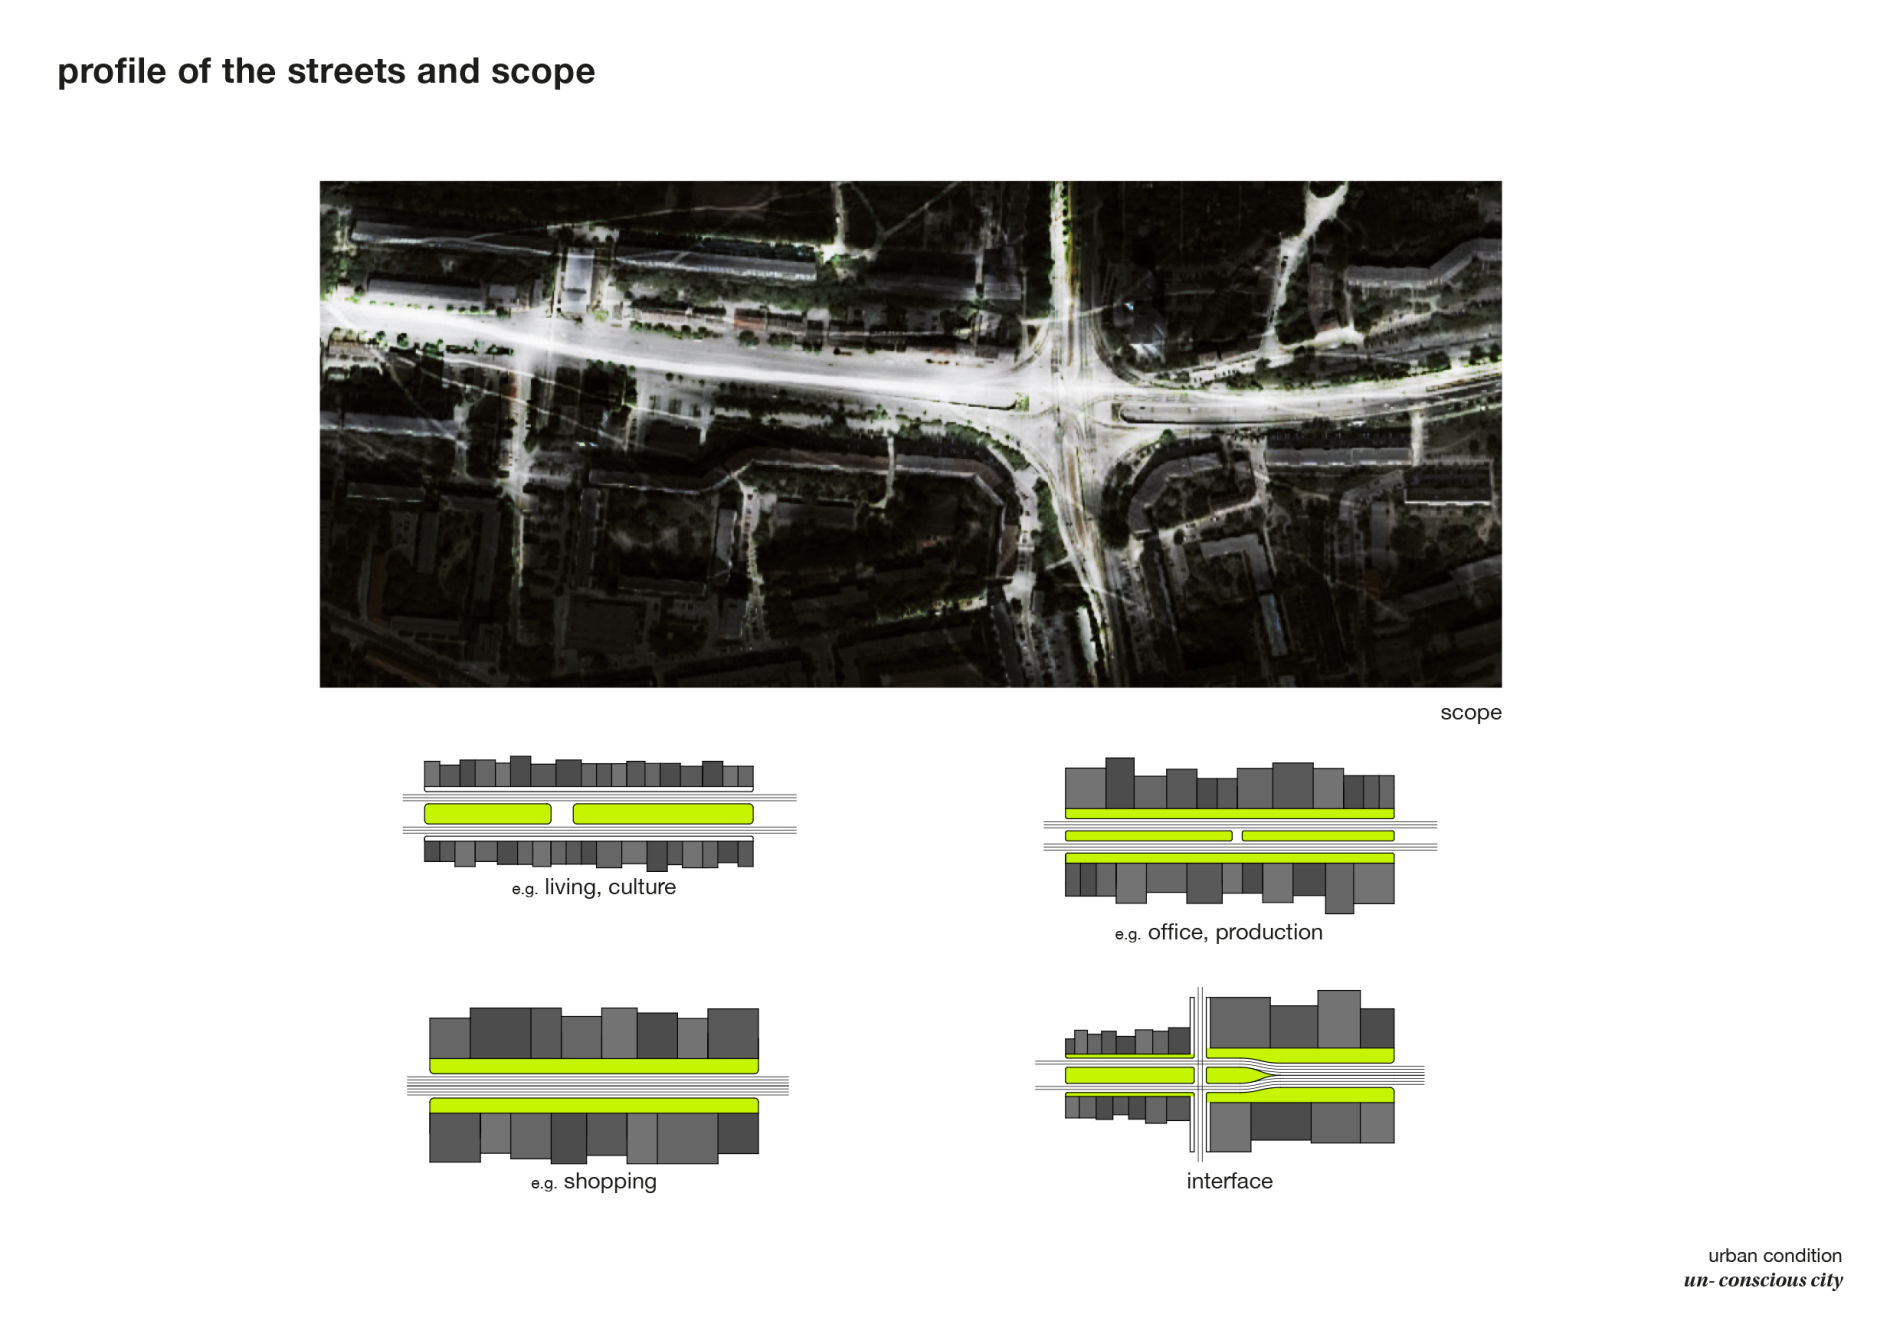 profile of the streets and scope
scope
e.g. living, culture
e.g. office, production
e.g. shopping
interface
urban condition
un- conscious city